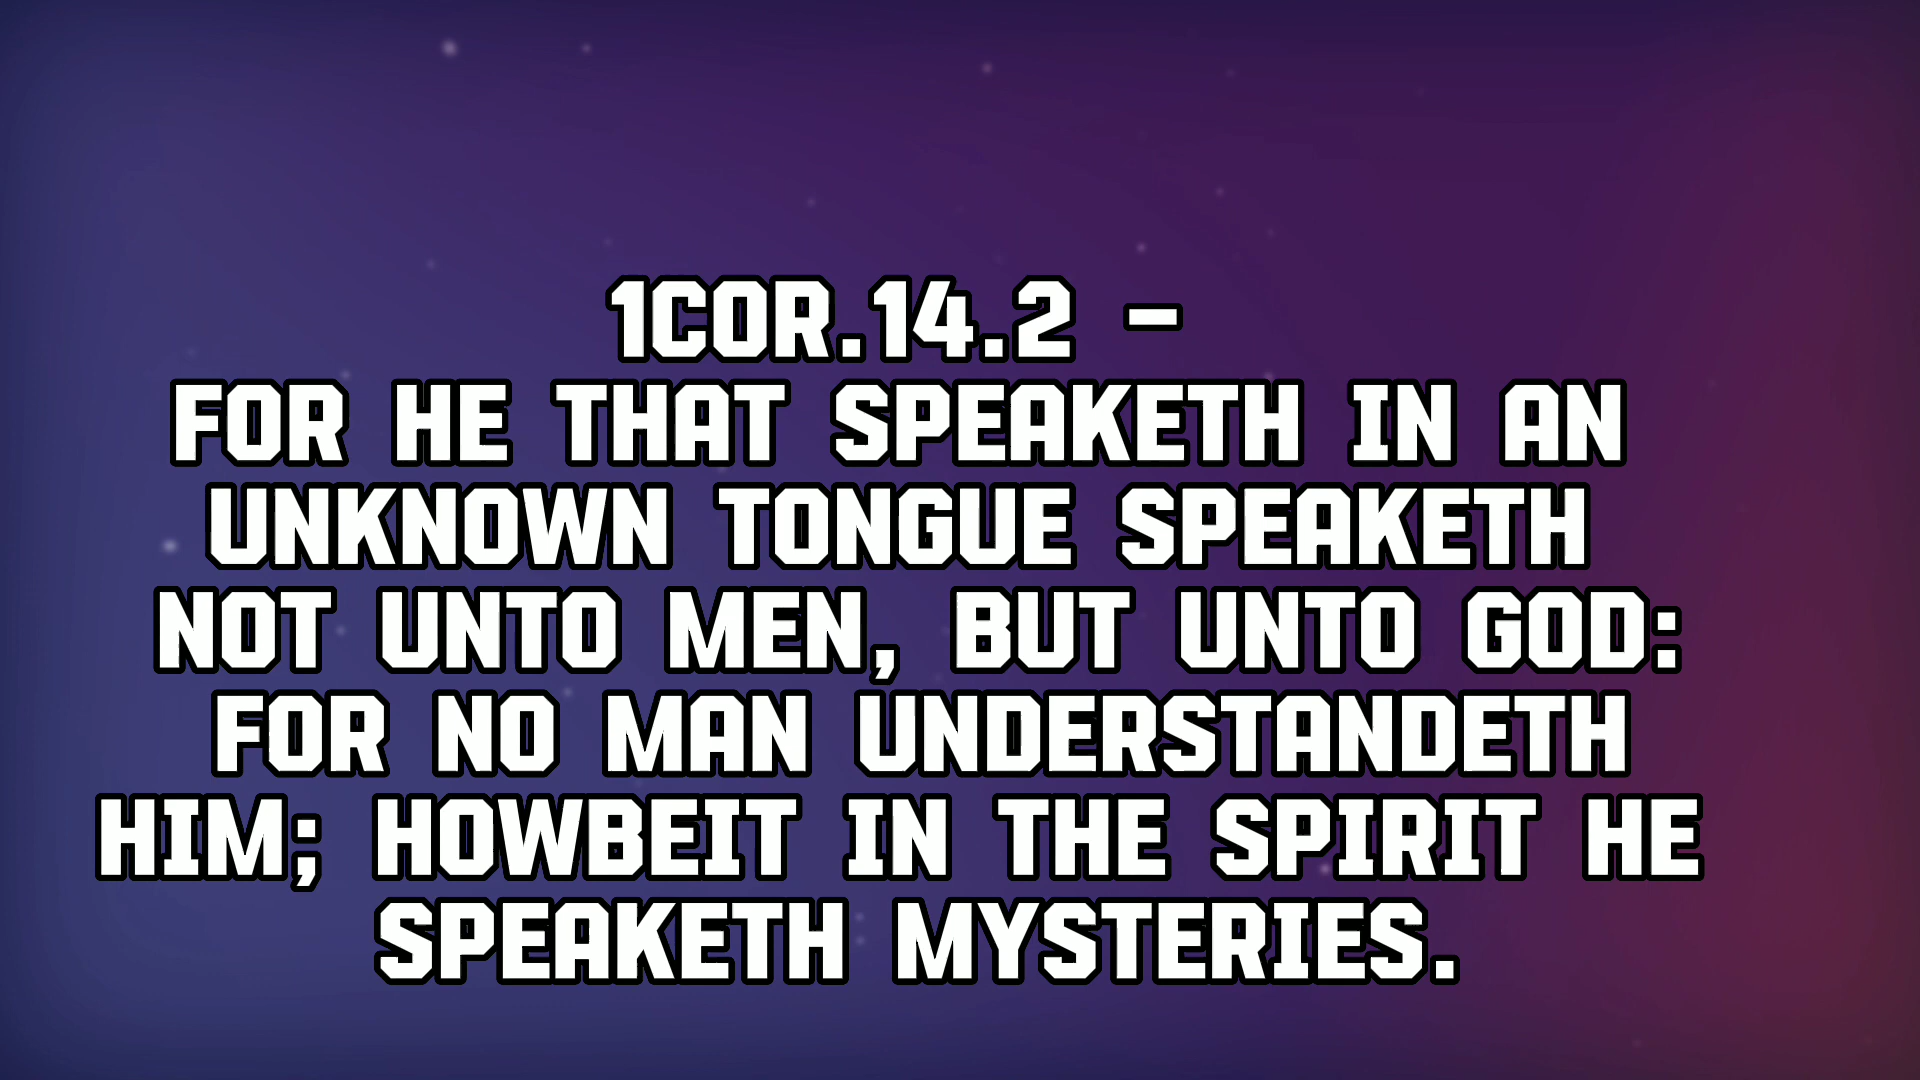 1COR.14.2 -
FOR HE THAT SPEAKETH IN AN
UNKNOWN TONGUE SPEAKETH
NOT UNTO MEN, BUT UNTO GOD:
FOR NO MAN UNDERSTANDETH
HIM; HOWBEIT IN THE SPIRIT HE
SPEAKETH MYSTERIES.